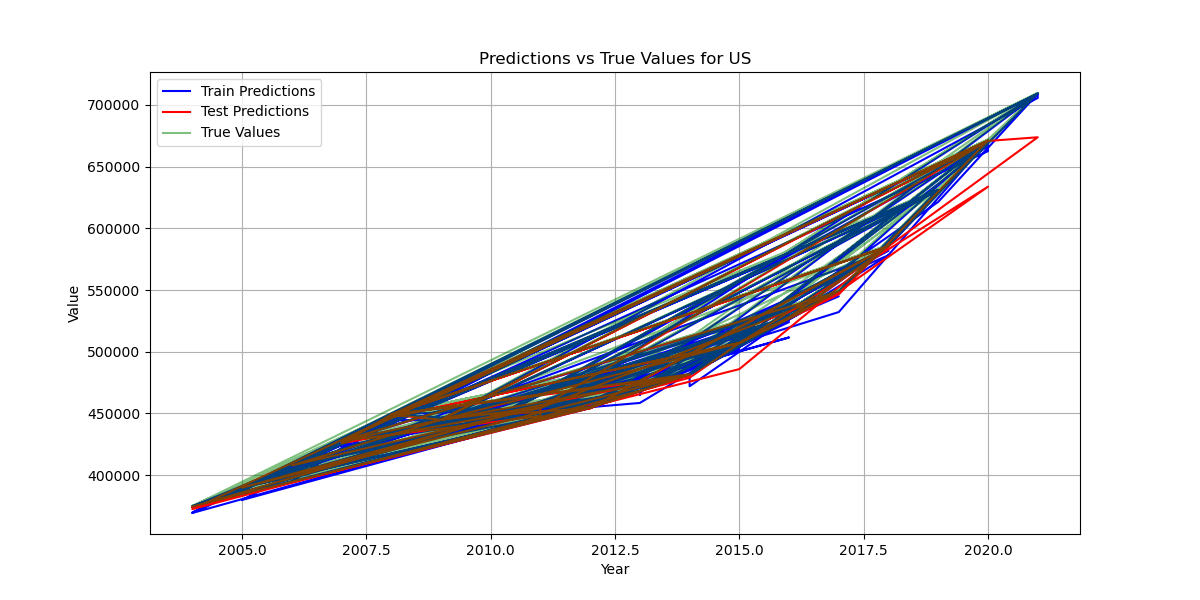 Predictions vs True Values for US
Train Predictions
Test Predictions
True Values
700000
650000
600000
550000
500000
450000
400000
Value
2005.0 2007.5 2010.0 2012.5 2015.0 2017.5 2020.0
Year